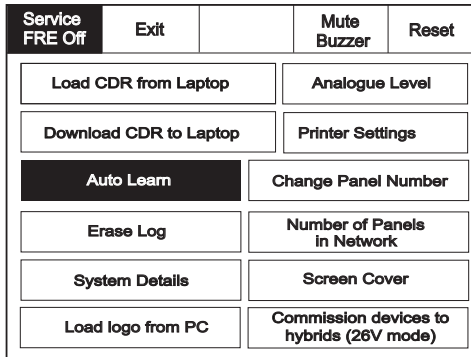 Service
FRE Off
Exit
Mute
Buzzer
Reset
Load CDR from Laptop
Analogue Level
Download CDR to Laptop
Printer Settings
Auto Learn
Change Panel Number
Erase Log
Number of Panels
in Network
System Details
Screen Cover
Load logo from PC
Commission devices to
hybrids (26V mode)